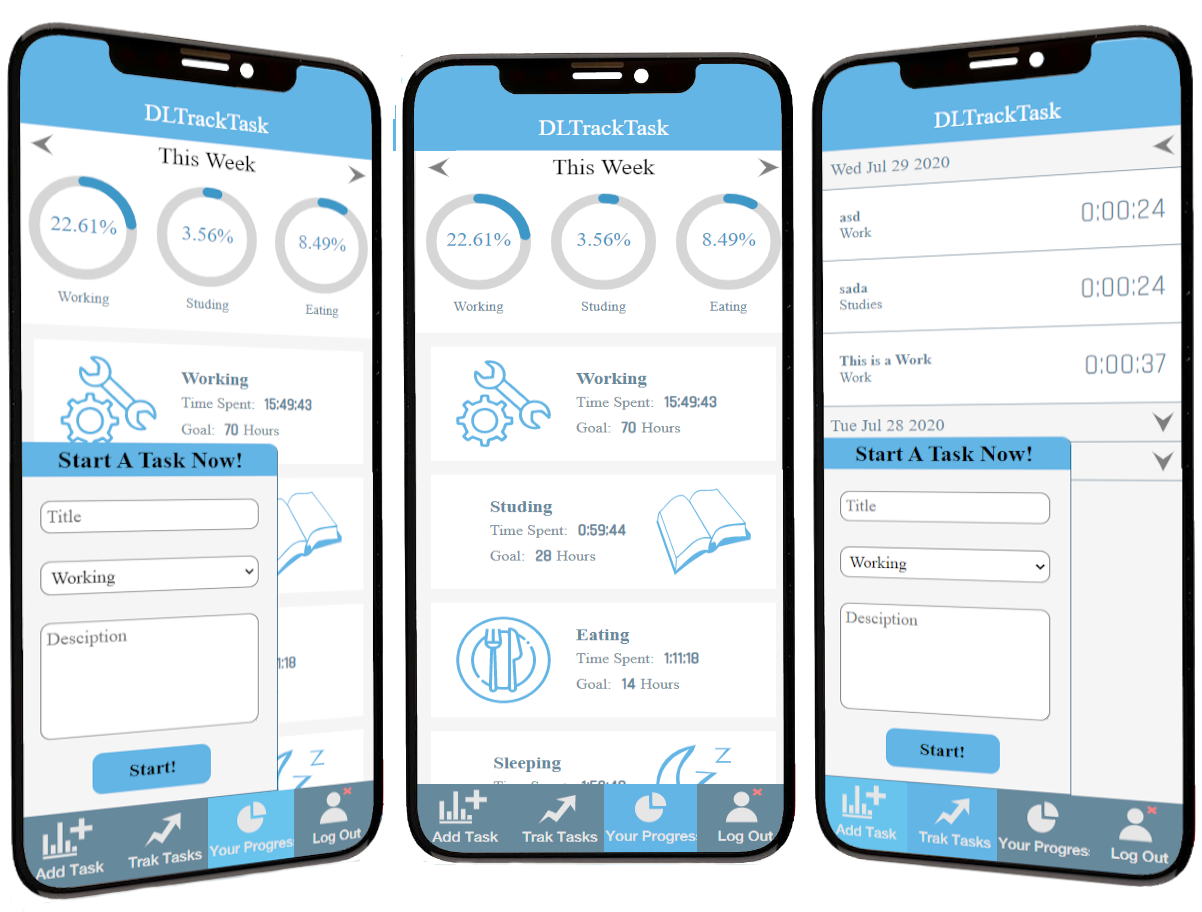 DLTrackTask
This Week
22.61%
3.56%
8.49%
Working
Studing
Eating
Working
Time Spent: 15:49:43
Goal: 70 Hours
Start A Task Now!
Title
Working
Desciption
1:18
Start!
Z
Z
Add Task
Trak Tasks
Your Progres
Log Out
DLTrackTask
This Week
22.61%
3.56%
8.49%
Working
Studing
Eating
Working
Time Spent: 15:49:43
Goal: 70 Hours
Studing
Time Spent: 0:59:44
Goal: 28 Hours
Eating
Time Spent: 1:11:18
Goal: 14 Hours
Sleeping
Z
Z
Add Task
Trak Tasks
Your Progres
Log Out
DLTrackTask
Wed Jul 29 2020
asd
Work
0:00:24
sada
Studies
0:00:24
This is a Work
Work
0:00:37
Tue Jul 28 2020
Start A Task Now!
Title
Working
Desciption
Start!
Add Task
Trak Tasks
Your Progres
Log Out